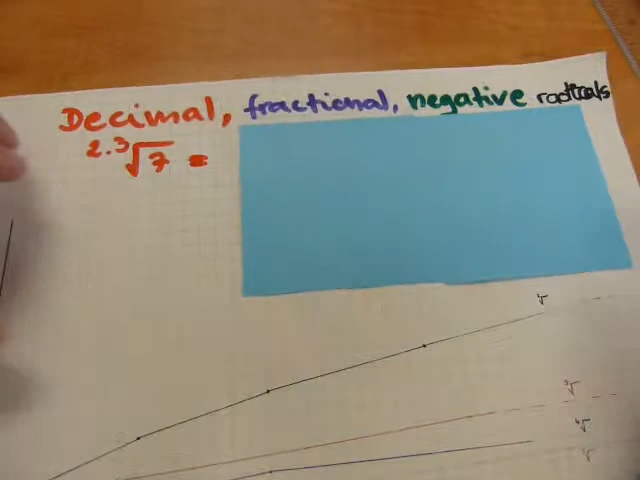 Decimal, fractional, negative radicals
2.3√7 =
√
∛
∜